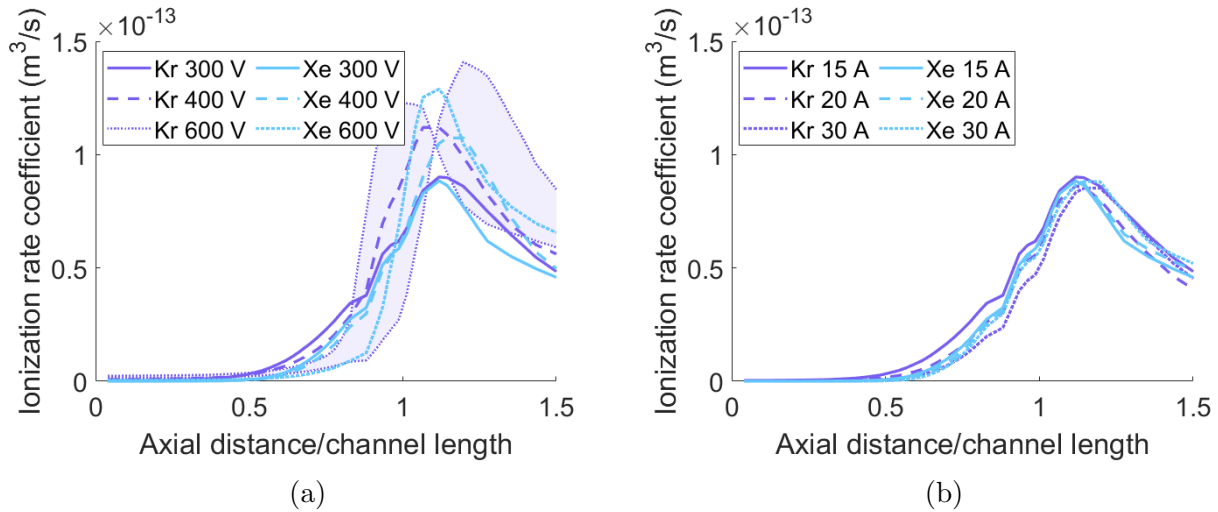 ×10⁻¹³
1.5
1
0.5
0
Ionization rate coefficient (m³/s)
Kr 300 V
Xe 300 V
Kr 400 V
Xe 400 V
Kr 600 V
Xe 600 V
0
0.5
1
1.5
Axial distance/channel length
(a)
×10⁻¹³
1.5
1
0.5
0
Ionization rate coefficient (m³/s)
Kr 15 A
Xe 15 A
Kr 20 A
Xe 20 A
Kr 30 A
Xe 30 A
0
0.5
1
1.5
Axial distance/channel length
(b)